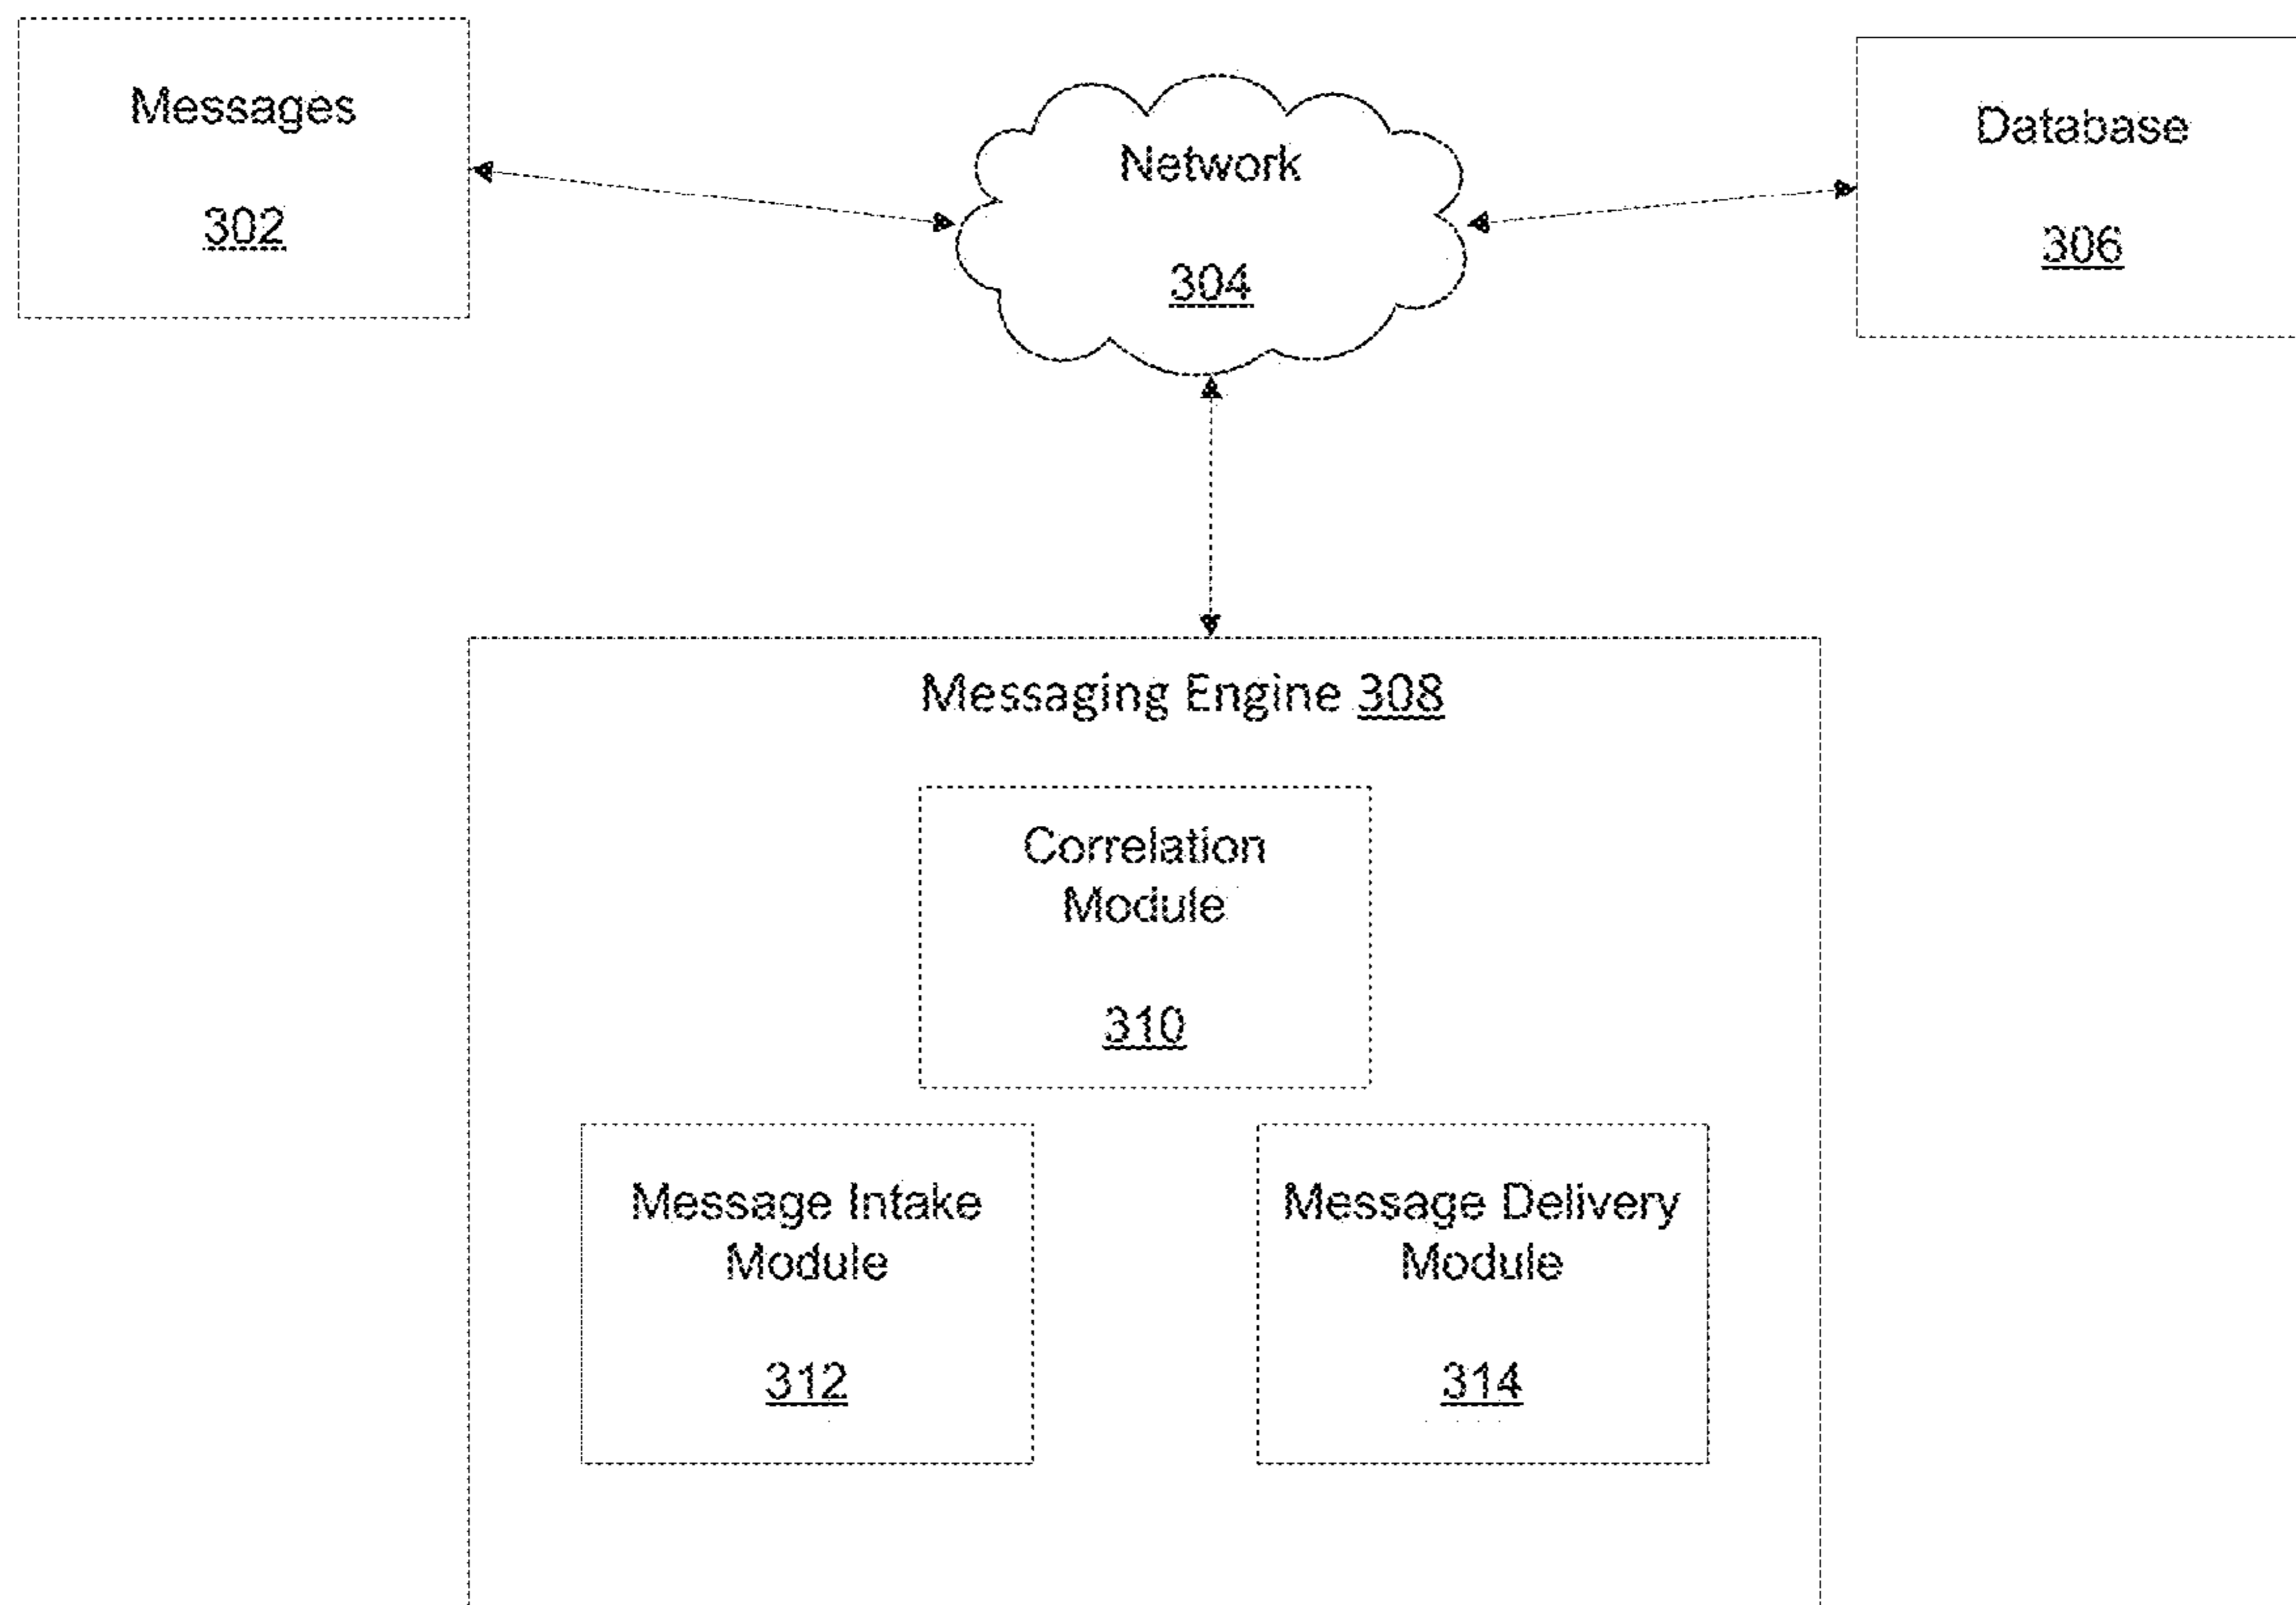 Messages
302
Network
304
Database
306
Messaging Engine 308
Correlation
Module
310
Message Intake
Module
312
Message Delivery
Module
314